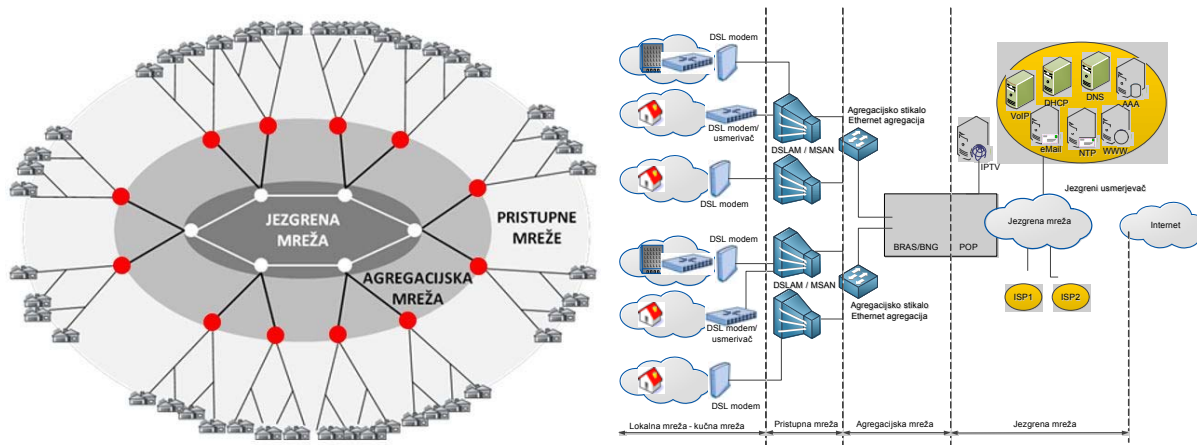 JEZGRENA
MREŽA
PRISTUPNE
MREŽE
AGREGACIJSKA
MREŽA
DSL modem
DSL modem/
usmerivač
DSL modem
DSL modem
DSL modem/
usmerivač
DSL modem
DSLAM / MSAN
DSLAM / MSAN
Agregacijsko stikalo
Ethernet agregacija
Agregacijsko stikalo
Ethernet agregacija
BRAS/BNG
POP
IPTV
VoIP
DHCP
DNS
AAA
eMail
NTP
WWW
Jezgreni usmerjevač
Jezgrena mreža
Internet
ISP1
ISP2
Lokalna mreža - kučna mreža
Pristupna mreža
Agregacijska mreža
Jezgrena mreža